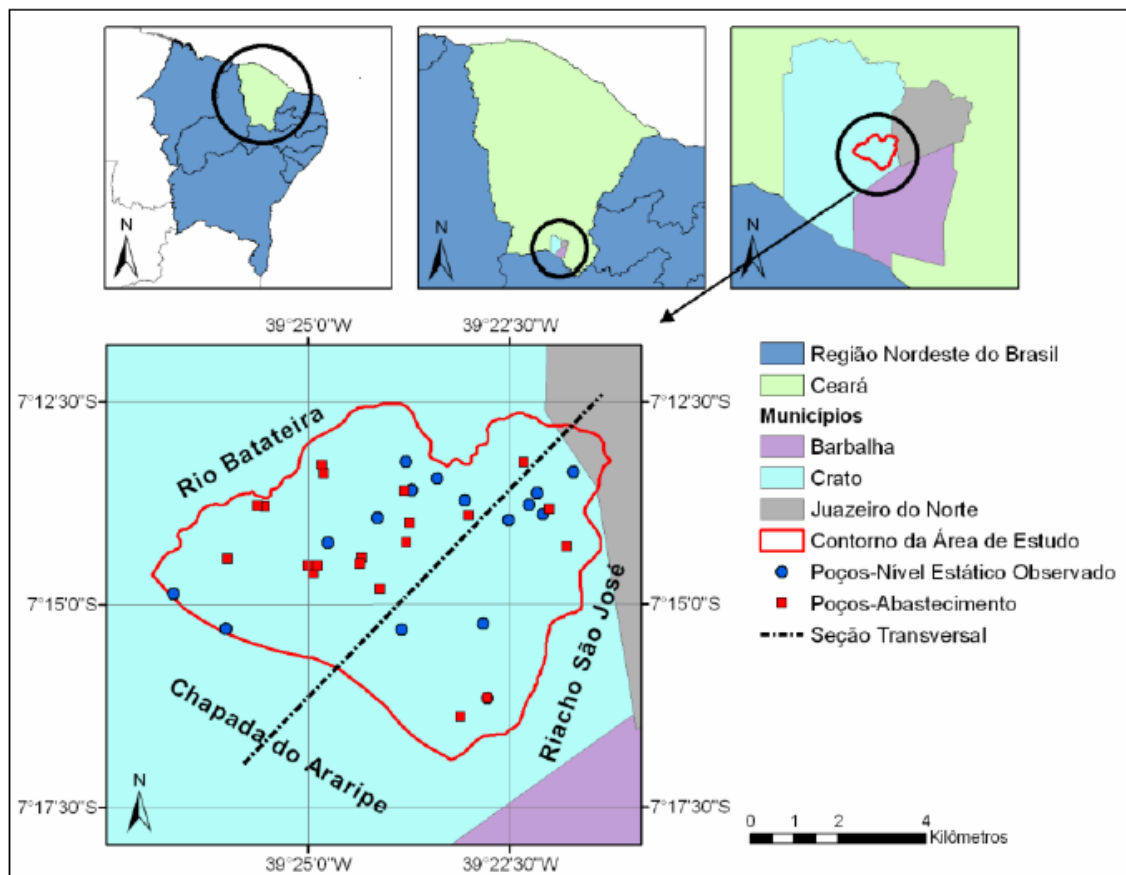 N
N
N
39°25'0"W
39°22'30"W
7°12'30"S
7°12'30"S
Rio Batateira
7°15'0"S
7°15'0"S
Riacho São José
Chapada do Araripe
N
7°17'30"S
7°17'30"S
39°25'0"W
39°22'30"W
Região Nordeste do Brasil
Ceará
Municípios
Barbalha
Crato
Juazeiro do Norte
Contorno da Área de Estudo
Poços-Nível Estático Observado
Poços-Abastecimento
Seção Transversal
0 1 2 4
Kilômetros